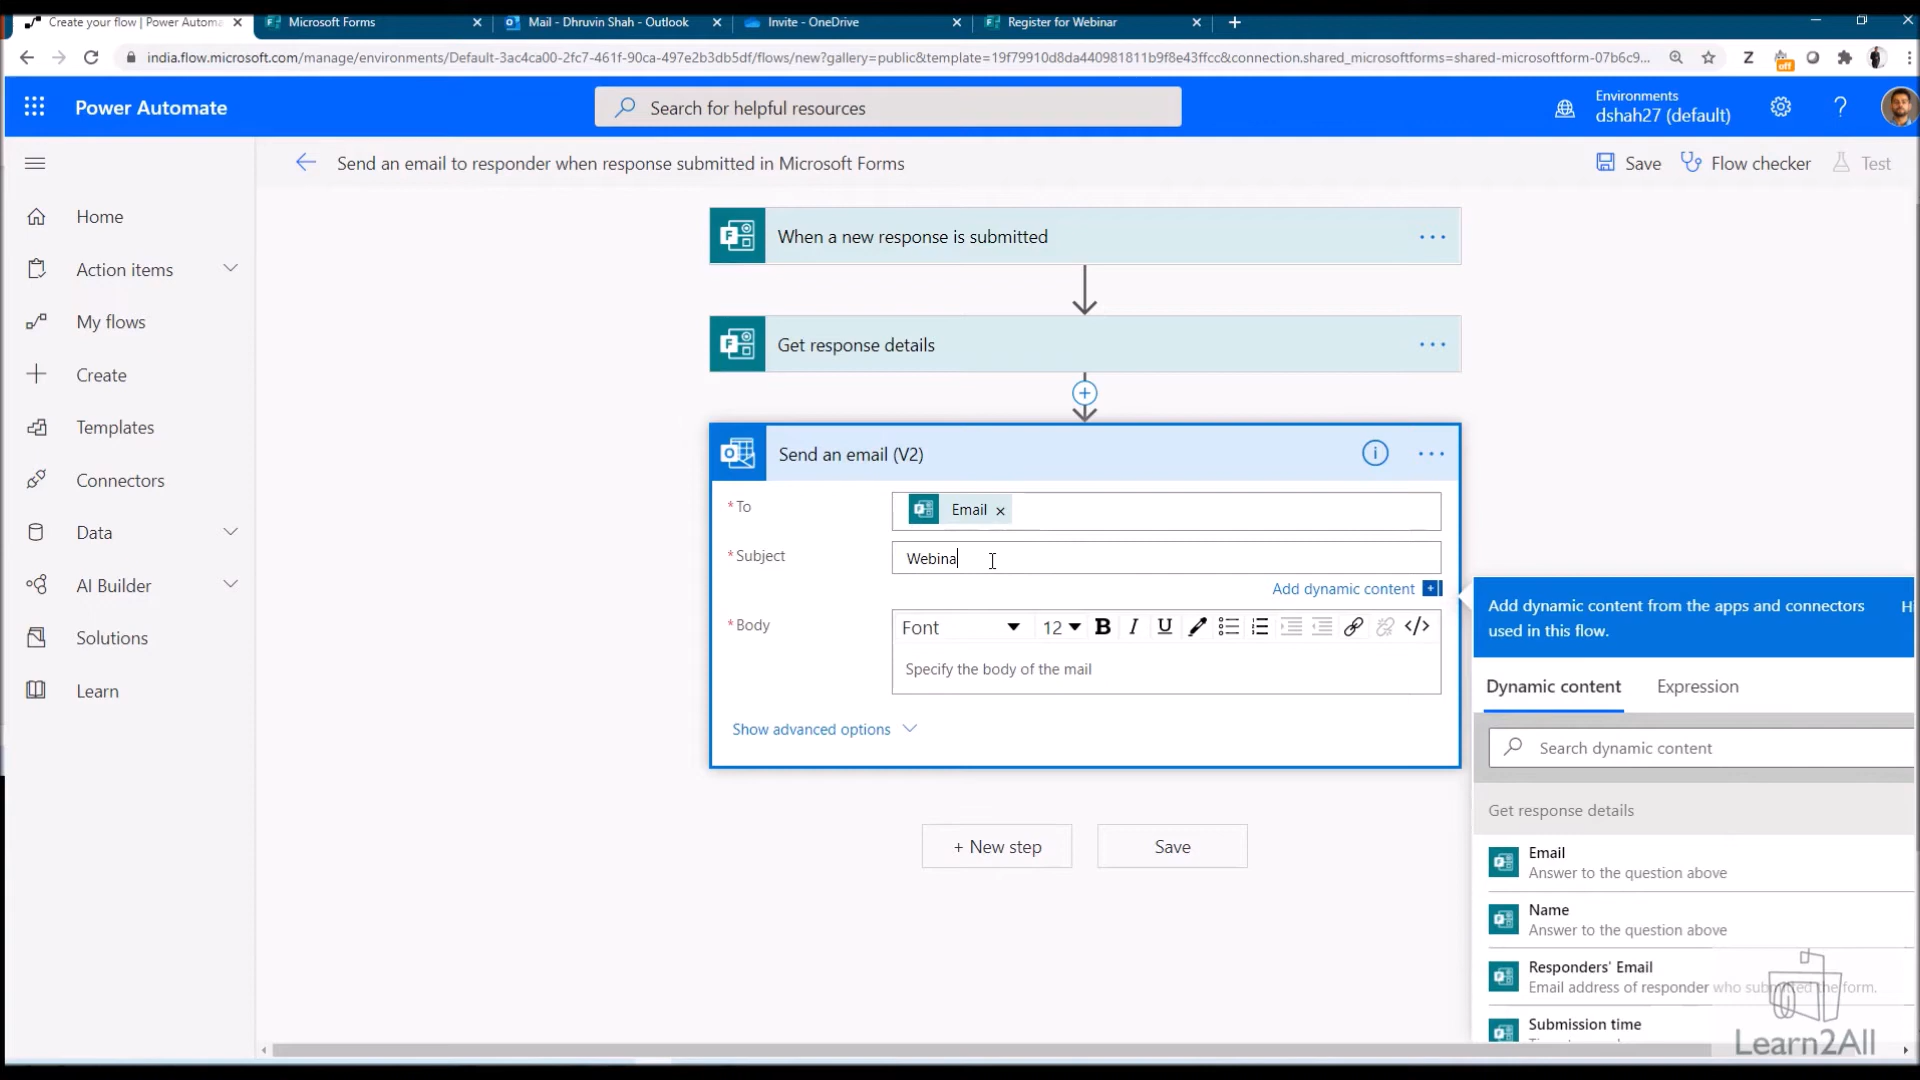 Create your flow | Power Automa
Microsoft Forms
Mail - Dhruvin Shah - Outlook
Invite - OneDrive
Register for Webinar
india.flow.microsoft.com/manage/environments/Default-3ac4ca00-2fc7-461f-90ca-497e2b3db5df/flows/new?gallery=public&template=19f79910d8da440981811b9f8e43ffcc&connection.shared_microsoftforms=shared-microsoftform-07b6c9...
Z
off
Power Automate
Search for helpful resources
Environments
dshah27 (default)
?
Send an email to responder when response submitted in Microsoft Forms
Save
Flow checker
Test
Home
Action items
My flows
Create
Templates
Connectors
Data
AI Builder
Solutions
Learn
When a new response is submitted
Get response details
Send an email (V2)
* To
Email ×
* Subject
Webina
Add dynamic content
* Body
Font
12
B I U </>
Specify the body of the mail
Show advanced options
+ New step
Save
Add dynamic content from the apps and connectors
used in this flow.
Hi
Dynamic content
Expression
Search dynamic content
Get response details
Email
Answer to the question above
Name
Answer to the question above
Responders' Email
Email address of responder who submitted the form.
Submission time
Learn2All